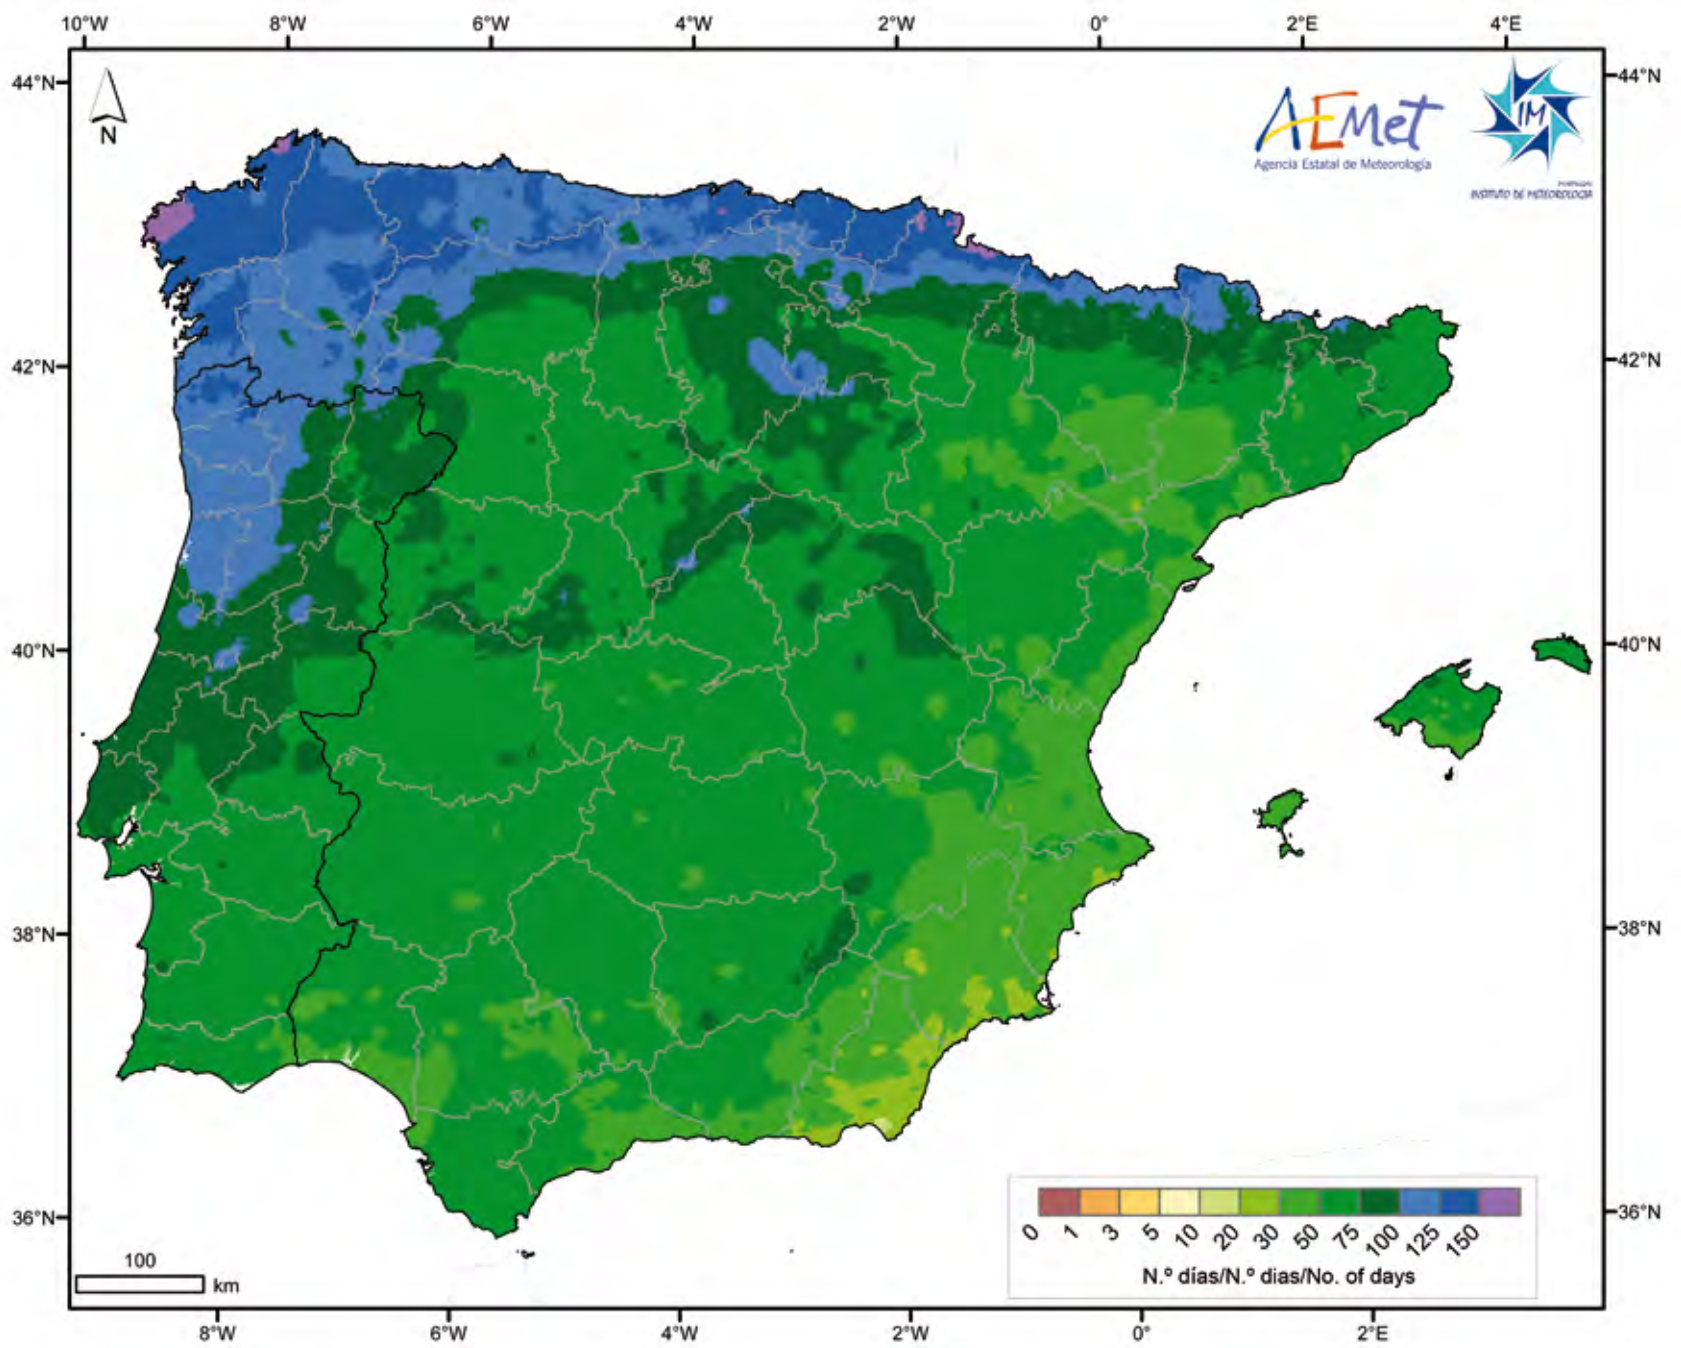 10°W 8°W 6°W 4°W 2°W 0° 2°E 4°E
44°N 44°N
N
AEMet
Agencia Estatal de Meteorología
IM
PORTUGAL
INSTITUTO DE METEOROLOGIA
42°N 42°N
40°N 40°N
38°N 38°N
36°N 36°N
0 1 3 5 10 20 30 50 75 100 125 150
N.º días/N.º dias/No. of days
100
km
8°W 6°W 4°W 2°W 0° 2°E